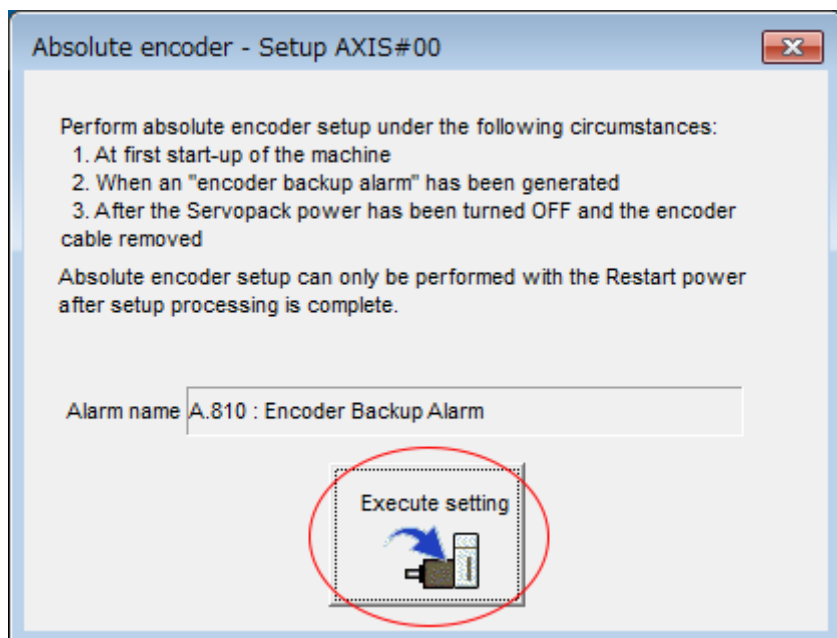 Absolute encoder - Setup AXIS#00
Perform absolute encoder setup under the following circumstances:
1. At first start-up of the machine
2. When an "encoder backup alarm" has been generated
3. After the Servopack power has been turned OFF and the encoder
cable removed
Absolute encoder setup can only be performed with the Restart power
after setup processing is complete.
Alarm name A.810 : Encoder Backup Alarm
Execute setting